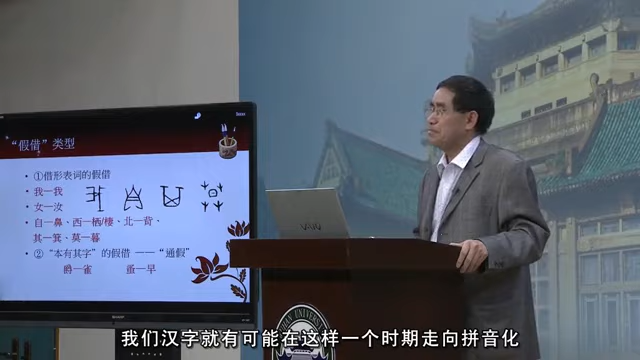 “假借”类型
①借形表词的假借
我—我
女—汝
自—鼻、西—栖/棲、北—背、
其—箕、莫—暮
②“本有其字”的假借 ——“通假”
爵—雀 蚤—早
VAIO
我们汉字就有可能在这样一个时期走向拼音化